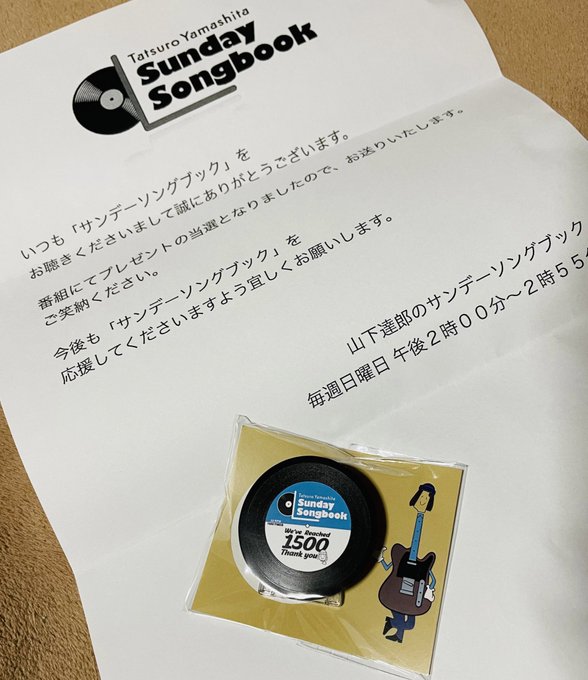 Tatsuro Yamashita
Sunday
Songbook
いつも「サンデーソングブック」を
お聴きくださいまして誠にありがとうございます。
番組にてプレゼントの当選となりましたので、お送りいたします。
ご笑納ください。
今後も「サンデーソングブック」を
応援してくださいますよう宜しくお願いします。
山下達郎のサンデーソングブック
毎週日曜日 午後2時00分～2時55分
Tatsuro Yamashita
Sunday
Songbook
We've Reached
1500
Thank you